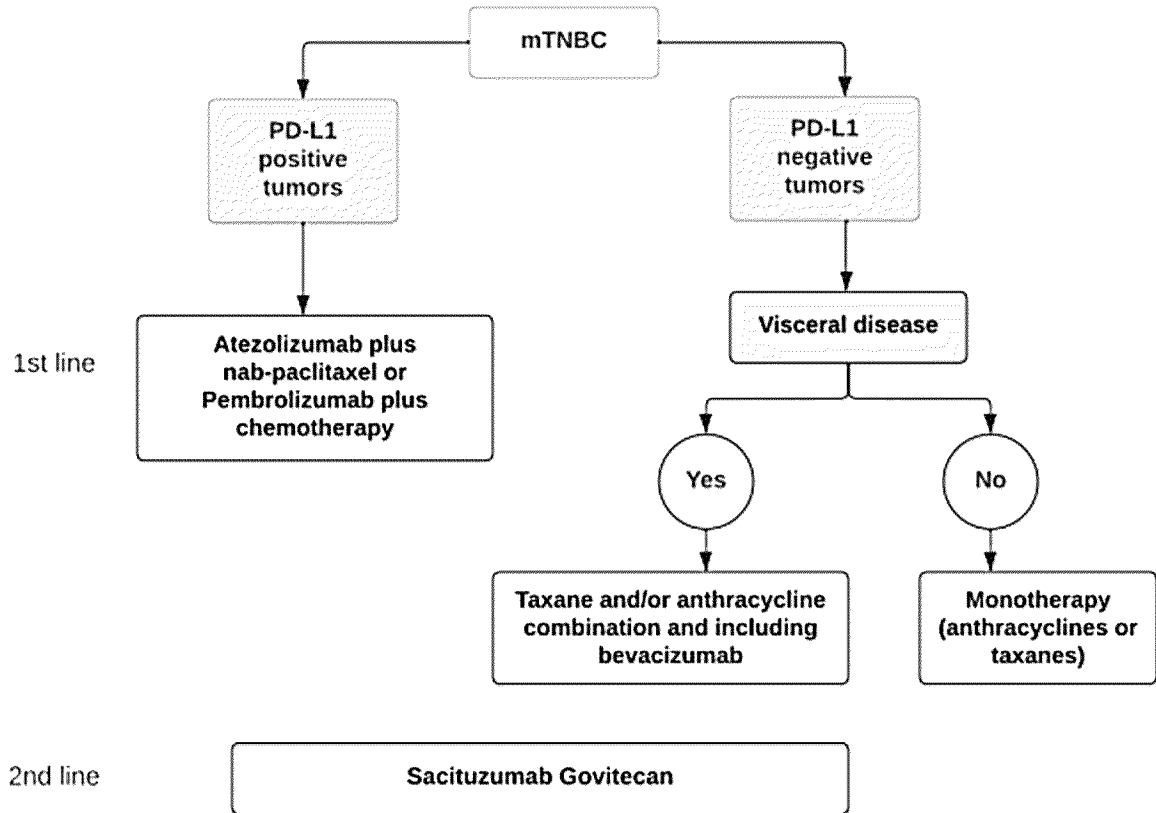 mTNBC
PD-L1
positive
tumors
PD-L1
negative
tumors
1st line
Atezolizumab plus
nab-paclitaxel or
Pembrolizumab plus
chemotherapy
Visceral disease
Yes
No
Taxane and/or anthracycline
combination and including
bevacizumab
Monotherapy
(anthracyclines or
taxanes)
2nd line
Sacituzumab Govitecan